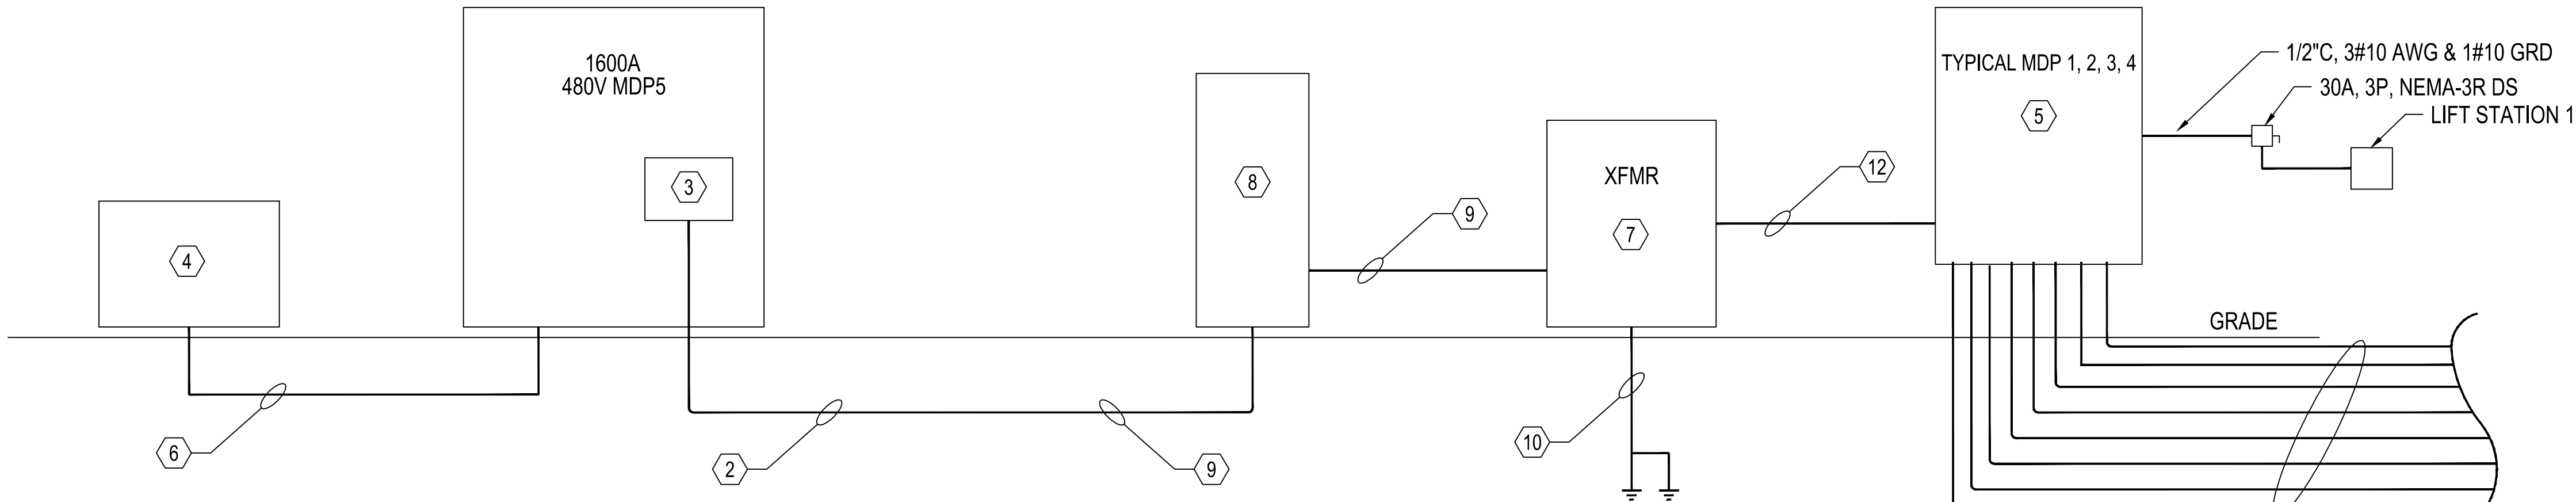 1600A
480V MDP5
TYPICAL MDP 1, 2, 3, 4
1/2"C, 3#10 AWG & 1#10 GRD
30A, 3P, NEMA-3R DS
LIFT STATION 1
5
3
8
12
XFMR
9
7
4
GRADE
6
2
9
10